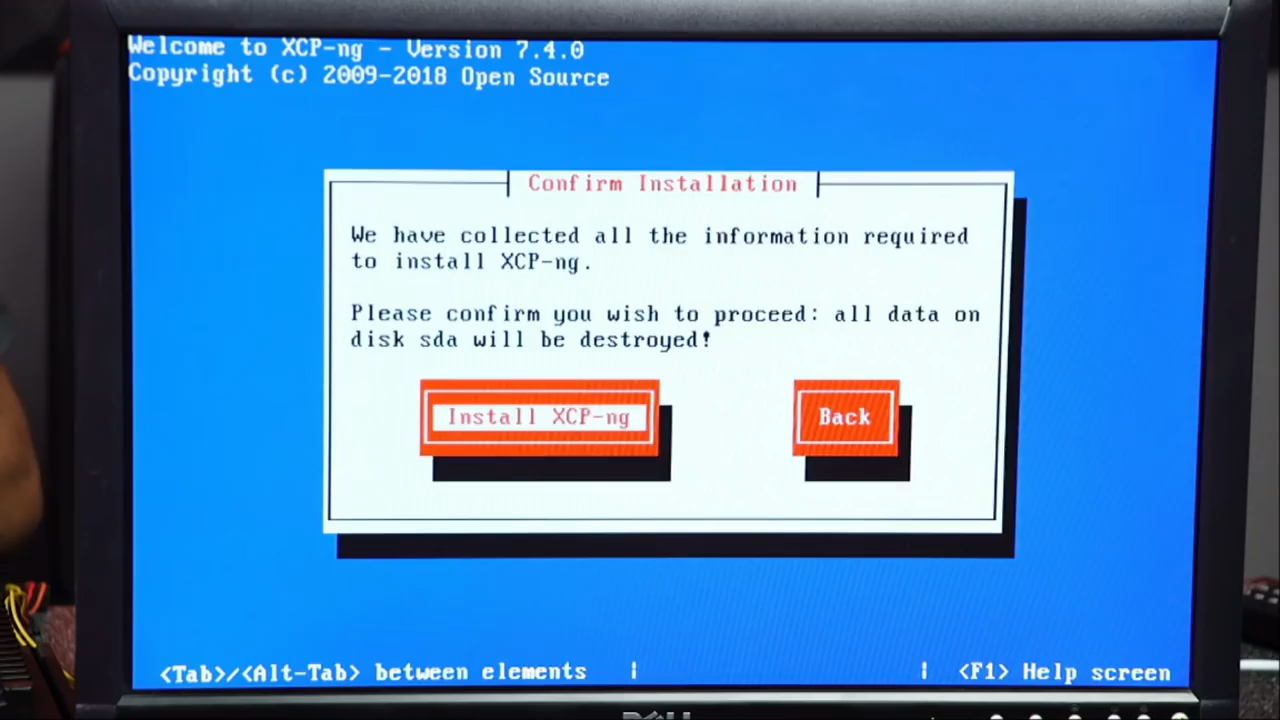 Welcome to XCP-ng - Version 7.4.0
Copyright (c) 2009-2018 Open Source
Confirm Installation
We have collected all the information required
to install XCP-ng.
Please confirm you wish to proceed: all data on
disk sda will be destroyed!
Install XCP-ng
Back
<Tab>/<Alt-Tab> between elements | | <F1> Help screen
DELL